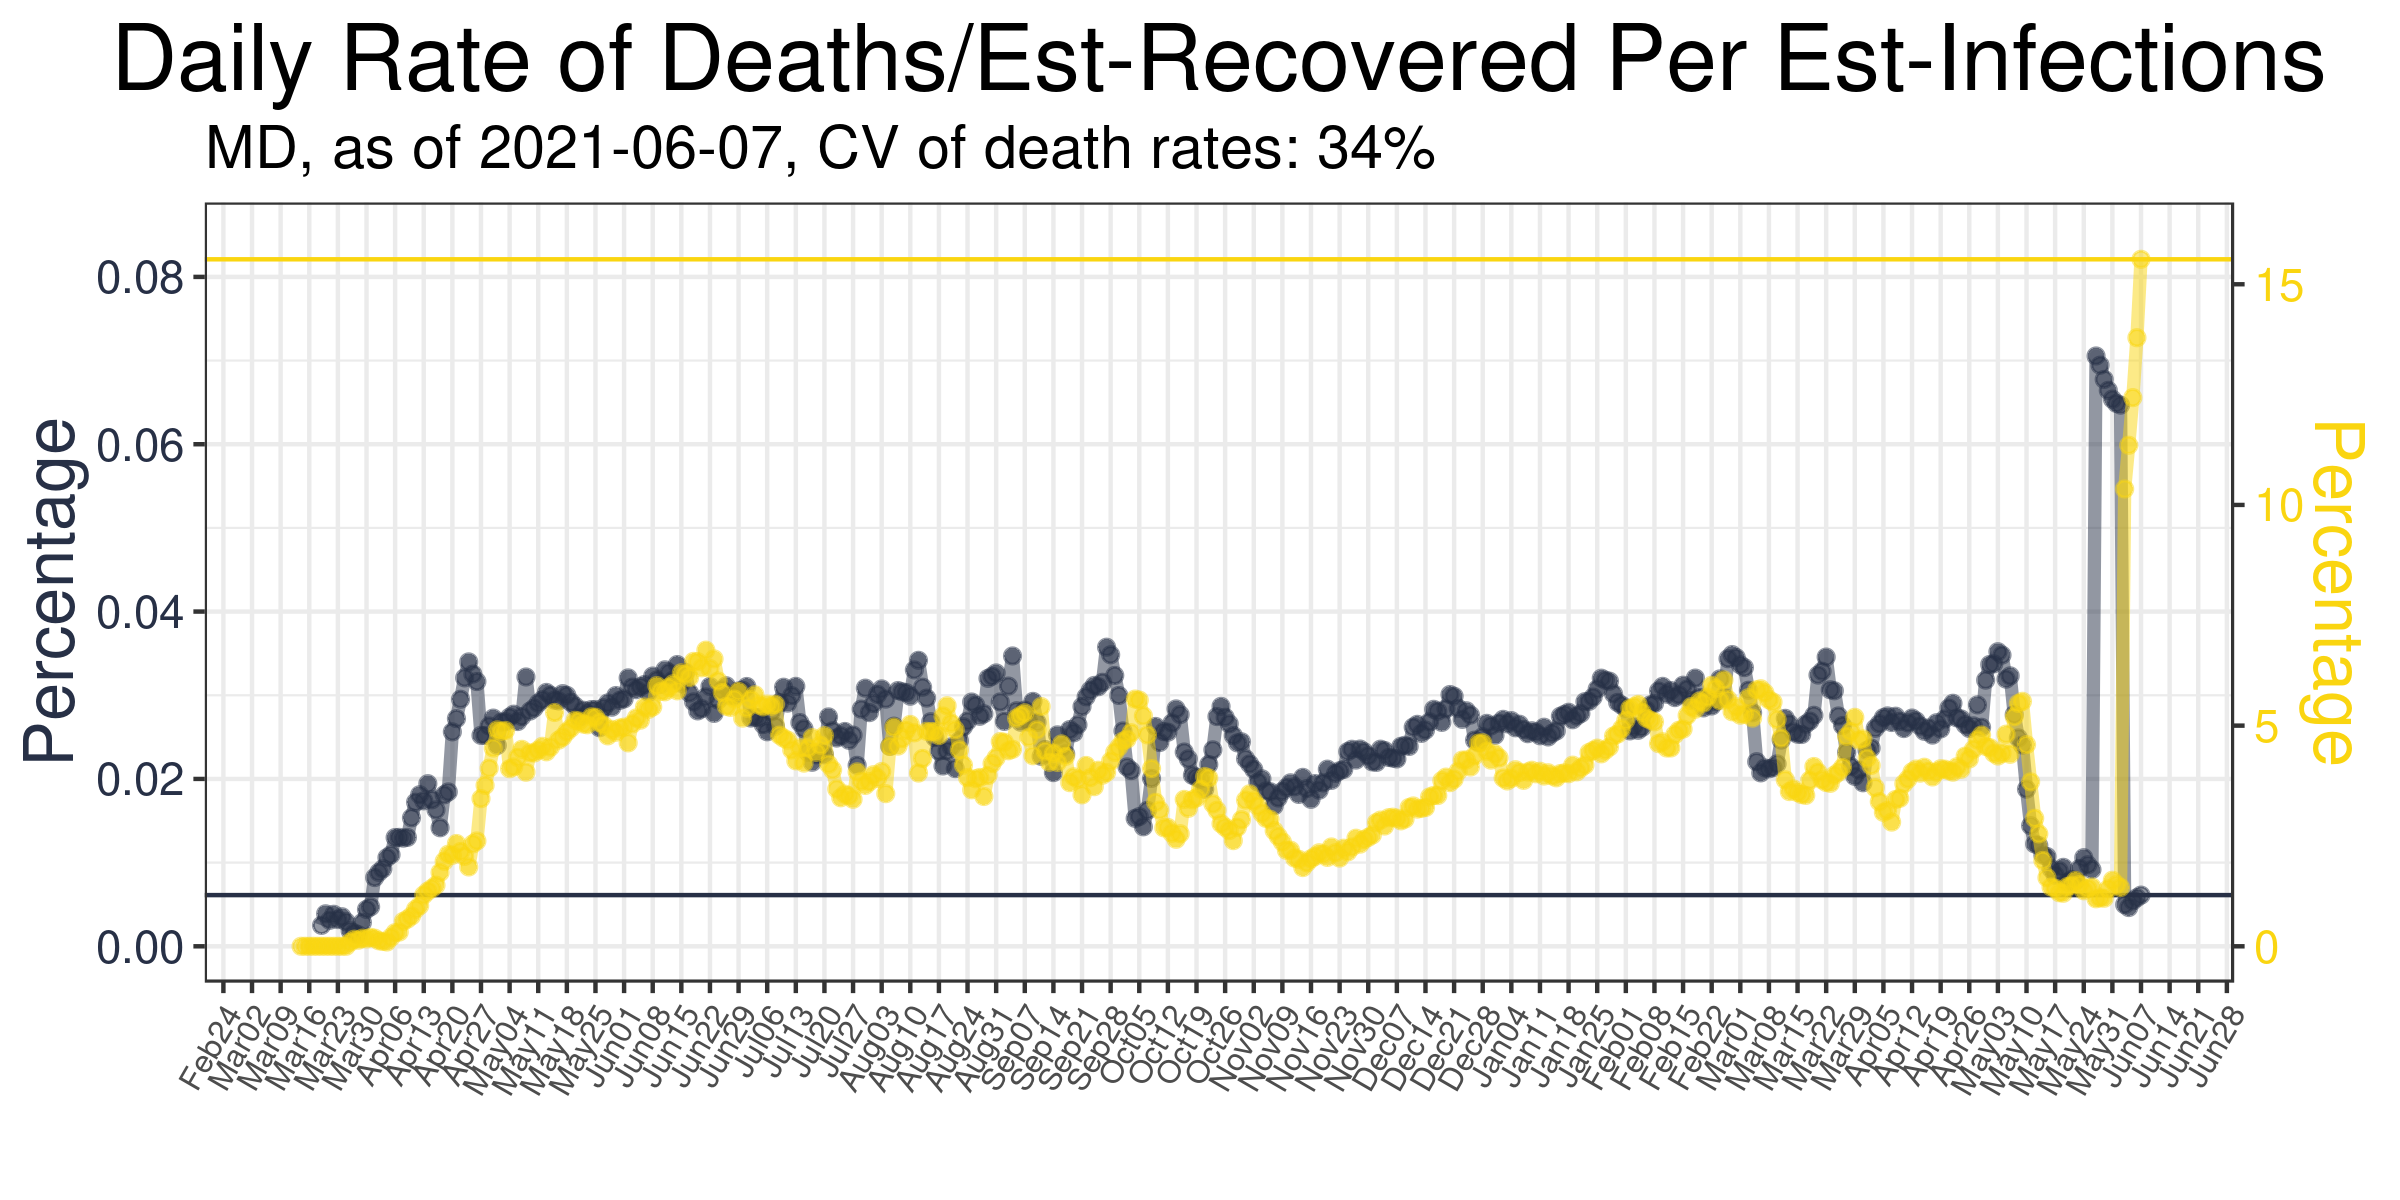 Daily Rate of Deaths/Est-Recovered Per Est-Infections
MD, as of 2021-06-07, CV of death rates: 34%
Percentage
0.08
0.06
0.04
0.02
0.00
15
10
5
0
Percentage
Feb24
Mar02
Mar09
Mar16
Mar23
Mar30
Apr06
Apr13
Apr20
Apr27
May04
May11
May18
May25
Jun01
Jun08
Jun15
Jun22
Jun29
Jul06
Jul13
Jul20
Jul27
Aug03
Aug10
Aug17
Aug24
Aug31
Sep07
Sep14
Sep21
Sep28
Oct05
Oct12
Oct19
Oct26
Nov02
Nov09
Nov16
Nov23
Nov30
Dec07
Dec14
Dec21
Dec28
Jan04
Jan11
Jan18
Jan25
Feb01
Feb08
Feb15
Feb22
Mar01
Mar08
Mar15
Mar22
Mar29
Apr05
Apr12
Apr19
Apr26
May03
May10
May17
May24
May31
Jun07
Jun14
Jun21
Jun28